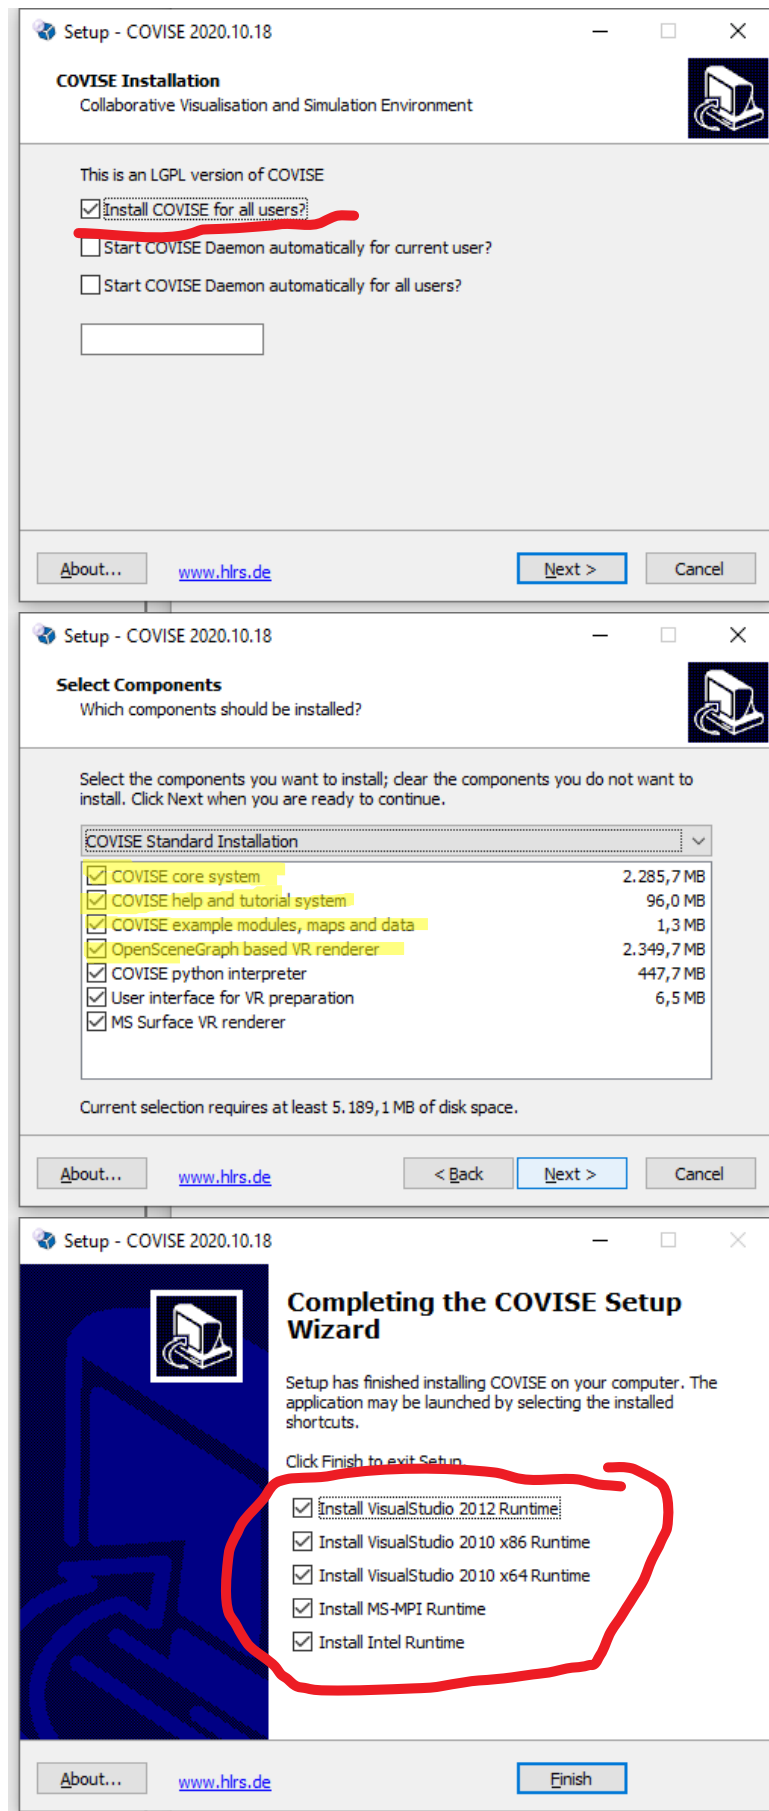 Setup - COVISE 2020.10.18
COVISE Installation
Collaborative Visualisation and Simulation Environment
This is an LGPL version of COVISE
Install COVISE for all users?
Start COVISE Daemon automatically for current user?
Start COVISE Daemon automatically for all users?
About...
www.hlrs.de
Next >
Cancel
Setup - COVISE 2020.10.18
Select Components
Which components should be installed?
Select the components you want to install; clear the components you do not want to
install. Click Next when you are ready to continue.
COVISE Standard Installation
COVISE core system 2.285,7 MB
COVISE help and tutorial system 96,0 MB
COVISE example modules, maps and data 1,3 MB
OpenSceneGraph based VR renderer 2.349,7 MB
COVISE python interpreter 447,7 MB
User interface for VR preparation 6,5 MB
MS Surface VR renderer
Current selection requires at least 5.189,1 MB of disk space.
About...
www.hlrs.de
< Back
Next >
Cancel
Setup - COVISE 2020.10.18
Completing the COVISE Setup
Wizard
Setup has finished installing COVISE on your computer. The
application may be launched by selecting the installed
shortcuts.
Click Finish to exit Setup.
Install VisualStudio 2012 Runtime
Install VisualStudio 2010 x86 Runtime
Install VisualStudio 2010 x64 Runtime
Install MS-MPI Runtime
Install Intel Runtime
About...
www.hlrs.de
Finish